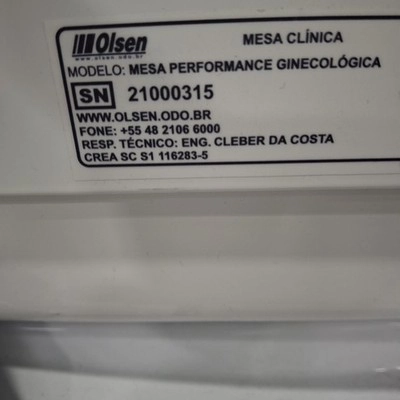 Olsen
www.olsen.odo.br
MESA CLÍNICA
MODELO: MESA PERFORMANCE GINECOLÓGICA
SN 21000315
WWW.OLSEN.ODO.BR
FONE: +55 48 2106 6000
RESP. TÉCNICO: ENG. CLEBER DA COSTA
CREA SC S1 116283-5